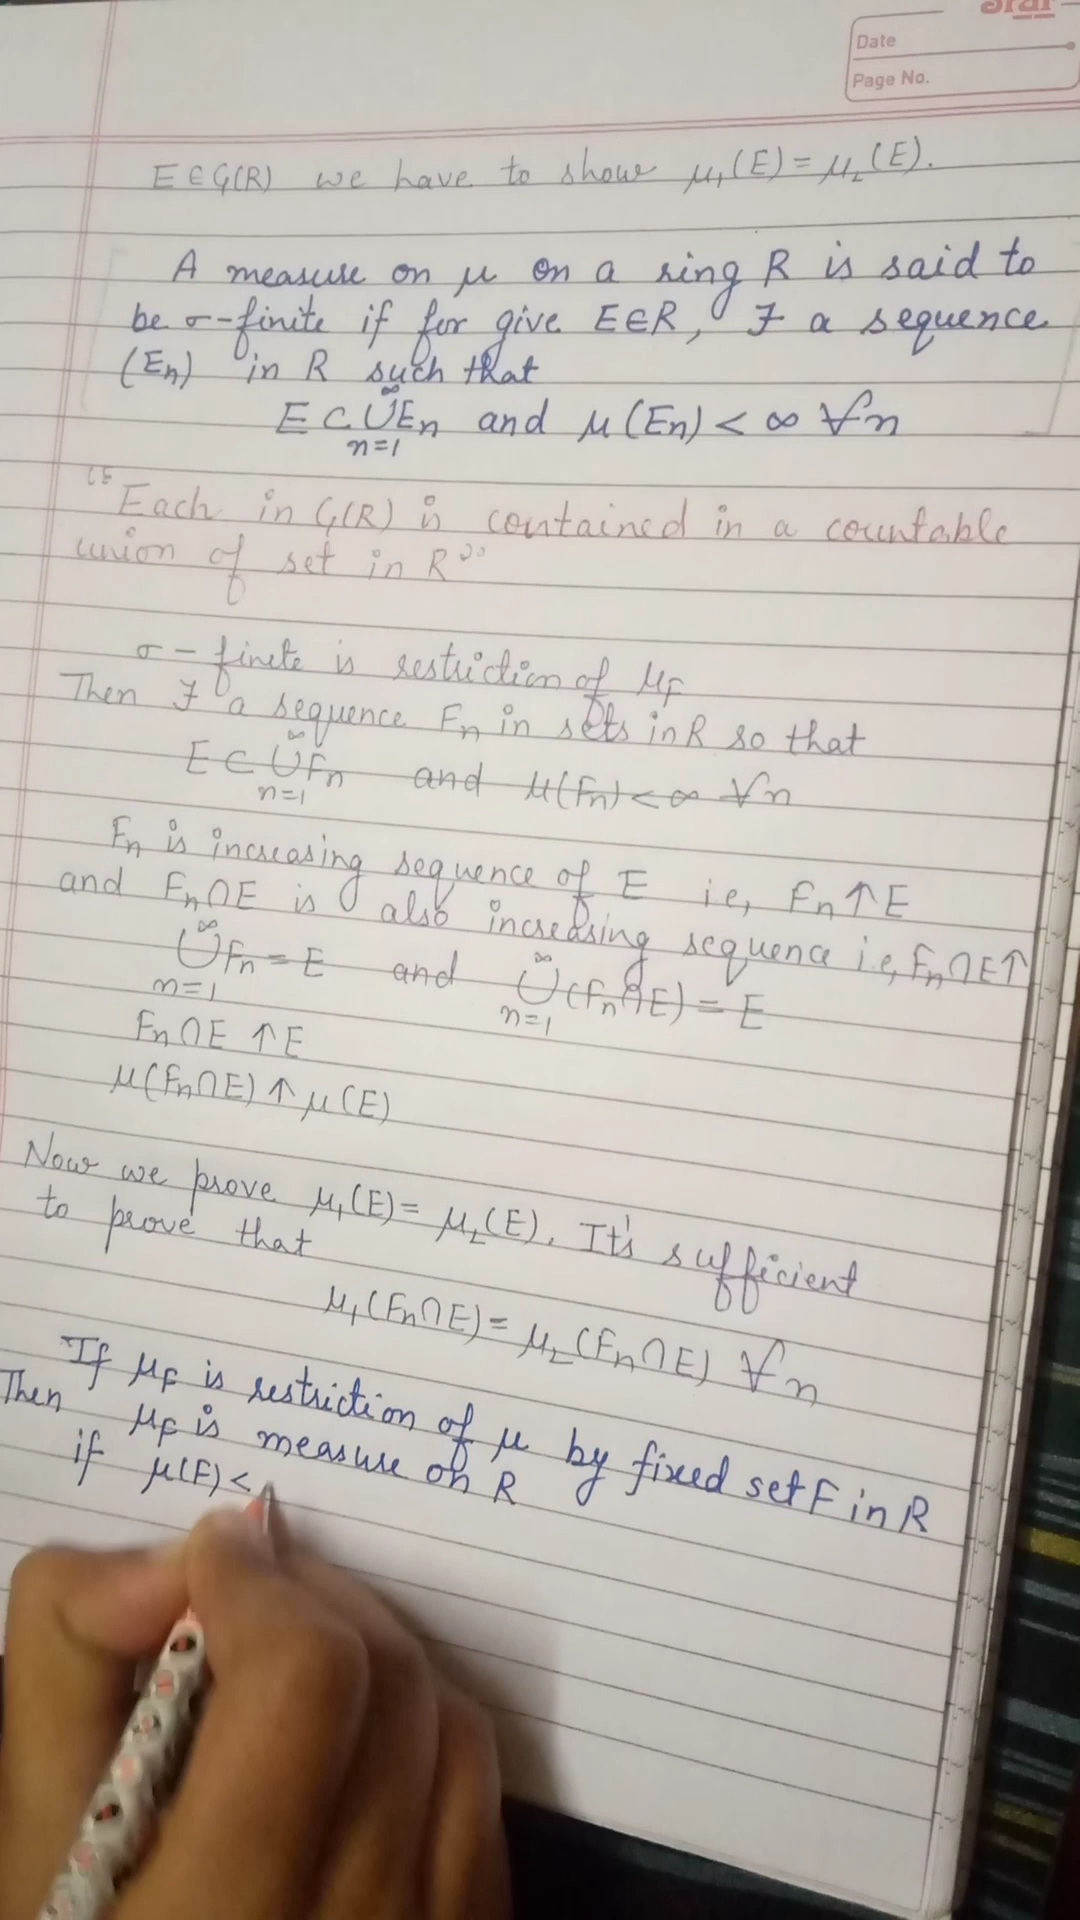 Star
Date
Page No.
E ∈ G(R) we have to show μ₁(E) = μ₂(E).
A measure on μ on a ring R is said to
be σ-finite if for give E∈R, ∃ a sequence
(En) in R such that
E ⊂ ∞∪n=1 En and μ(En) < ∞ ∀n
"Each in G(R) is contained in a countable
union of set in R"
σ-finite is restriction of μF
Then ∃ a sequence Fn in sets in R so that
E ⊂ ∞∪n=1 Fn and μ(Fn) < ∞ ∀n
Fn is increasing sequence of E i.e, Fn↑E
and Fn∩E is also increasing sequence i.e, Fn∩E↑
∞∪n=1 Fn = E and ∞∪n=1 (Fn∩E) = E
Fn∩E ↑E
μ(Fn∩E) ↑ μ(E)
Now we prove μ₁(E) = μ₂(E). It's sufficient
to prove that
μ₁(Fn∩E) = μ₂(Fn∩E) ∀n
If μF is restriction of μ by fixed set F in R
Then μF is measure on R
if μ(F) <